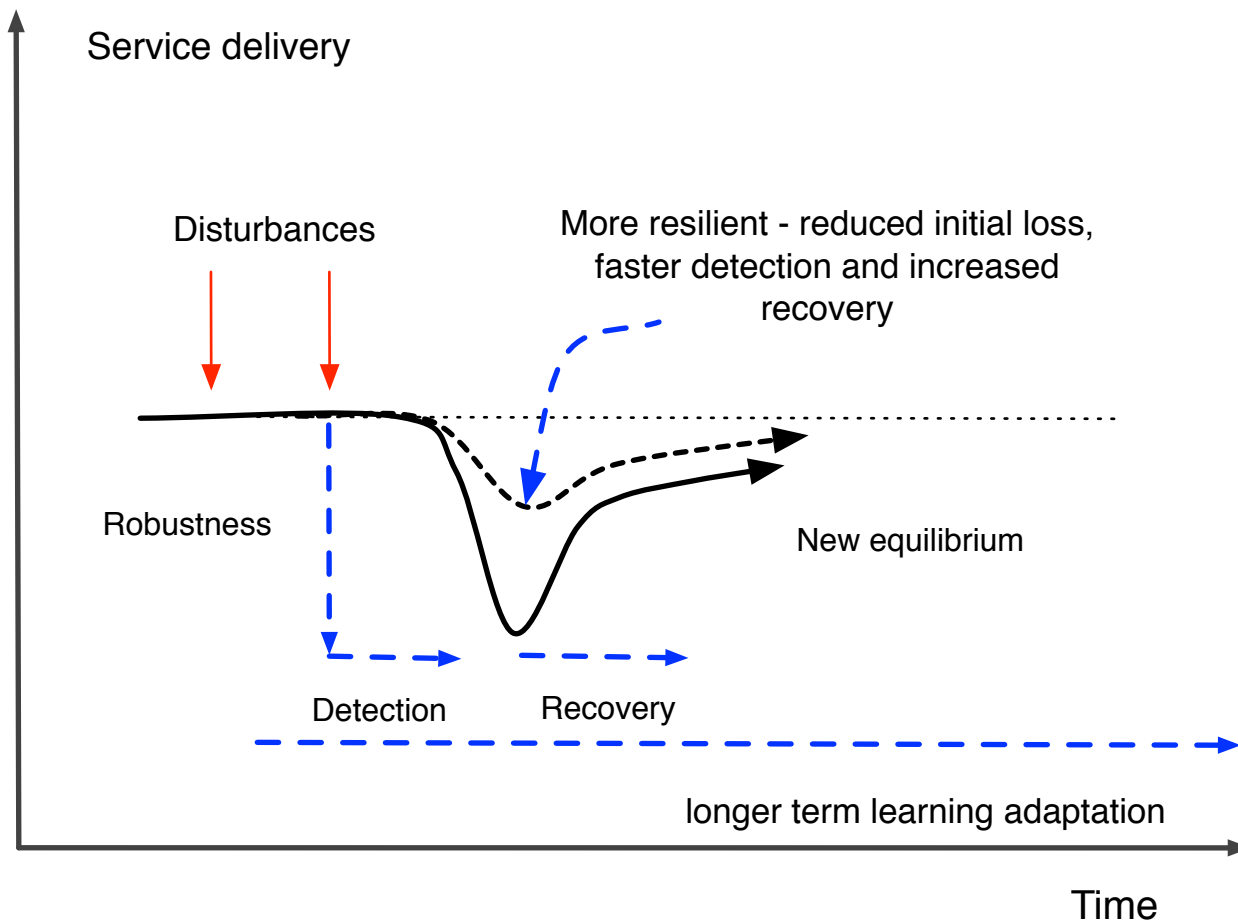 Service delivery
Disturbances
More resilient - reduced initial loss,
faster detection and increased
recovery
Robustness
New equilibrium
Detection
Recovery
longer term learning adaptation
Time